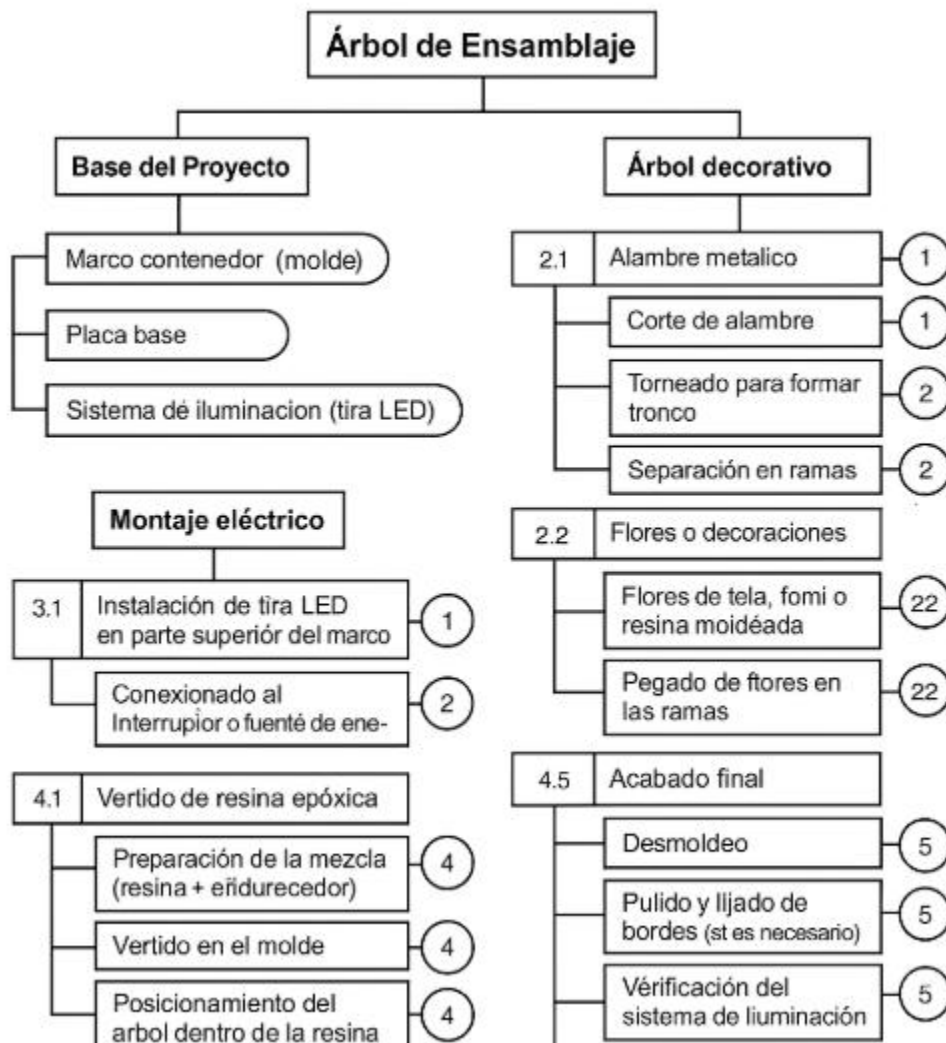 Árbol de Ensamblaje
Base del Proyecto
Marco contenedor (molde)
Placa base
Sistema dé iluminacion (tira LED)
Árbol decorativo
2.1 Alambre metalico 1
Corte de alambre 1
Torneado para formar
tronco 2
Separación en ramas 2
2.2 Flores o decoraciones
Flores de tela, fomi o
resina moidéada 22
Pegado de ftores en
las ramas 22
Montaje eléctrico
3.1 Instalación de tira LED
en parte superiór del marco 1
Conexionado al
Interrupior o fuenté de ene- 2
4.1 Vertido de resina epóxica
Preparación de la mezcla
(resina + eñdurecedor) 4
Vertido en el molde 4
Posicionamiento del
arbol dentro de la resina 4
4.5 Acabado final
Desmoldeo 5
Pulido y lijado de
bordes (st es necesario) 5
Vérificación del
sistema de liuminación 5